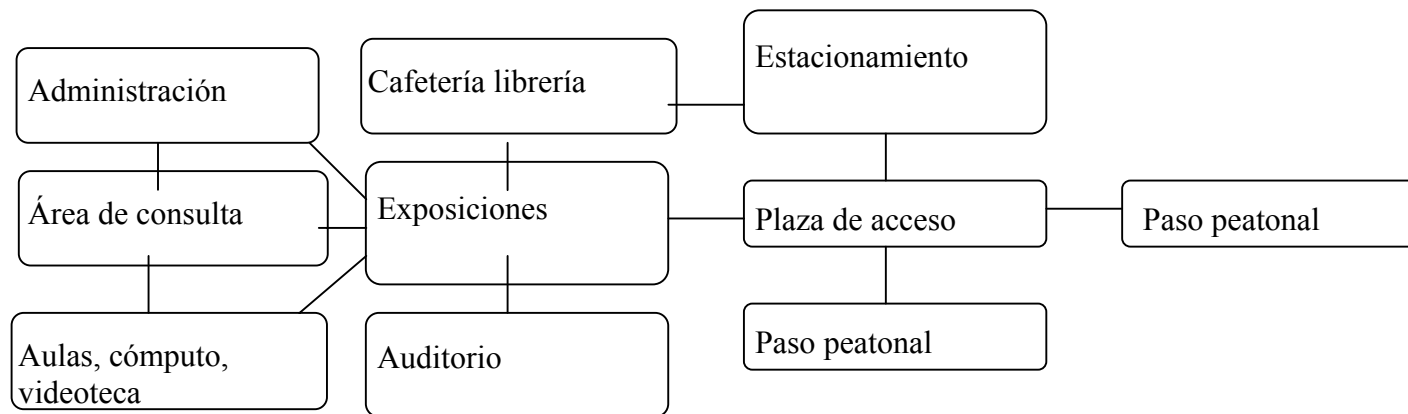 Administración
Cafetería librería
Estacionamiento
Área de consulta
Exposiciones
Plaza de acceso
Paso peatonal
Aulas, cómputo,
videoteca
Auditorio
Paso peatonal